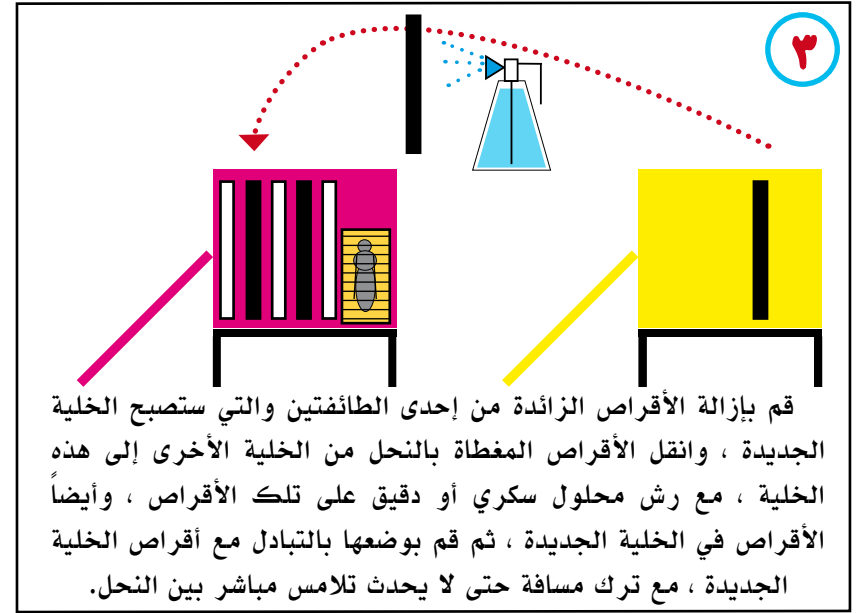 ٣
قم بإزالة الأقراص الزائدة من إحدى الطائفتين والتي ستصبح الخلية
الجديدة ، وانقل الأقراص المغطاة بالنحل من الخلية الأخرى إلى هذه
الخلية ، مع رش محلول سكري أو دقيق على تلك الأقراص ، وأيضاً
الأقراص في الخلية الجديدة ، ثم قم بوضعها بالتبادل مع أقراص الخلية
الجديدة ، مع ترك مسافة حتى لا يحدث تلامس مباشر بين النحل.